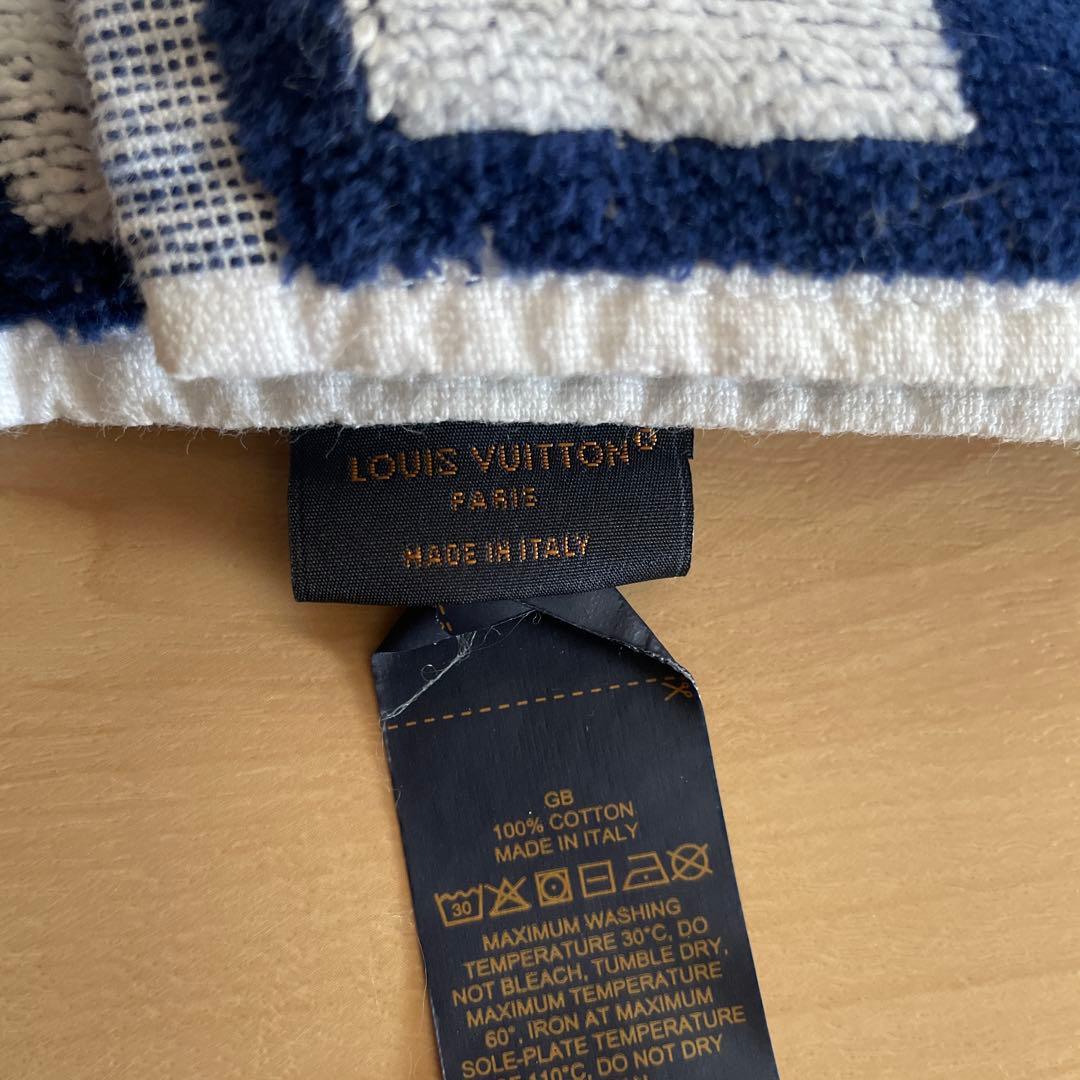 LOUIS VUITTON®
PARIS
MADE IN ITALY
GB
100% COTTON
MADE IN ITALY
30
MAXIMUM WASHING
TEMPERATURE 30°C, DO
NOT BLEACH, TUMBLE DRY,
MAXIMUM TEMPERATURE
60°, IRON AT MAXIMUM
SOLE-PLATE TEMPERATURE
110°C, DO NOT DRY